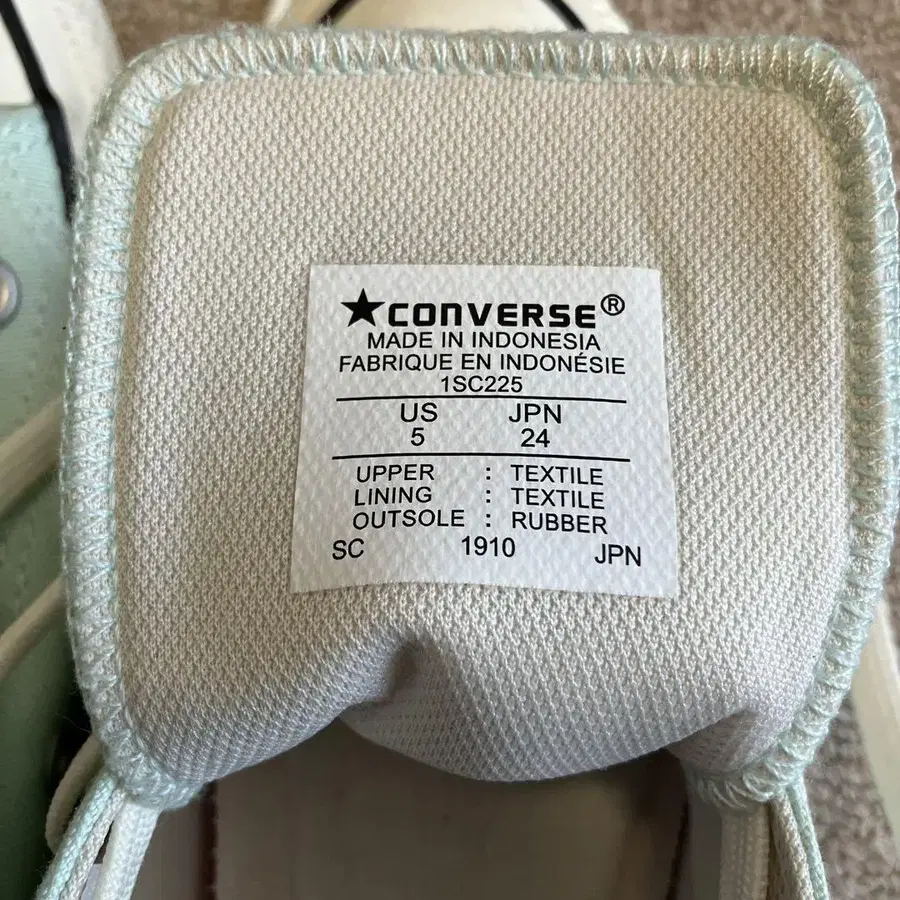 ★CONVERSE®
MADE IN INDONESIA
FABRIQUE EN INDONÉSIE
1SC225
US JPN
5 24
UPPER : TEXTILE
LINING : TEXTILE
OUTSOLE : RUBBER
SC 1910 JPN